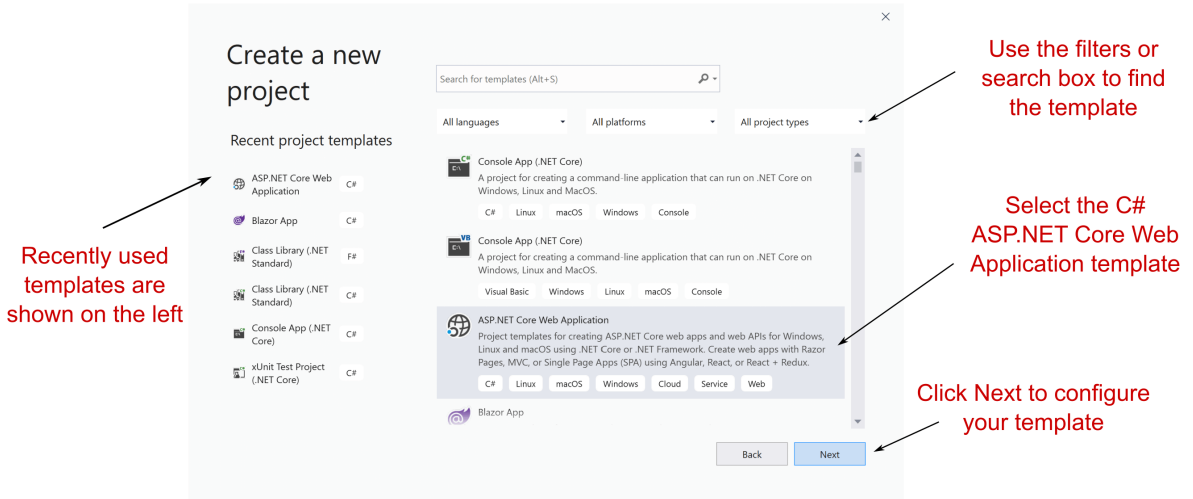 Create a new
project
Recent project templates
ASP.NET Core Web
Application
C#
Blazor App
C#
Class Library (.NET
Standard)
F#
Class Library (.NET
Standard)
C#
Console App (.NET
Core)
C#
xUnit Test Project
(.NET Core)
C#
Search for templates (Alt+S)
All languages
All platforms
All project types
C#
C:\
Console App (.NET Core)
A project for creating a command-line application that can run on .NET Core on
Windows, Linux and MacOS.
C# Linux macOS Windows Console
VB
C:\
Console App (.NET Core)
A project for creating a command-line application that can run on .NET Core on
Windows, Linux and MacOS.
Visual Basic Windows Linux macOS Console
ASP.NET Core Web Application
Project templates for creating ASP.NET Core web apps and web APIs for Windows,
Linux and macOS using .NET Core or .NET Framework. Create web apps with Razor
Pages, MVC, or Single Page Apps (SPA) using Angular, React, or React + Redux.
C# Linux macOS Windows Cloud Service Web
Blazor App
Back Next
Recently used
templates are
shown on the left
Use the filters or
search box to find
the template
Select the C#
ASP.NET Core Web
Application template
Click Next to configure
your template